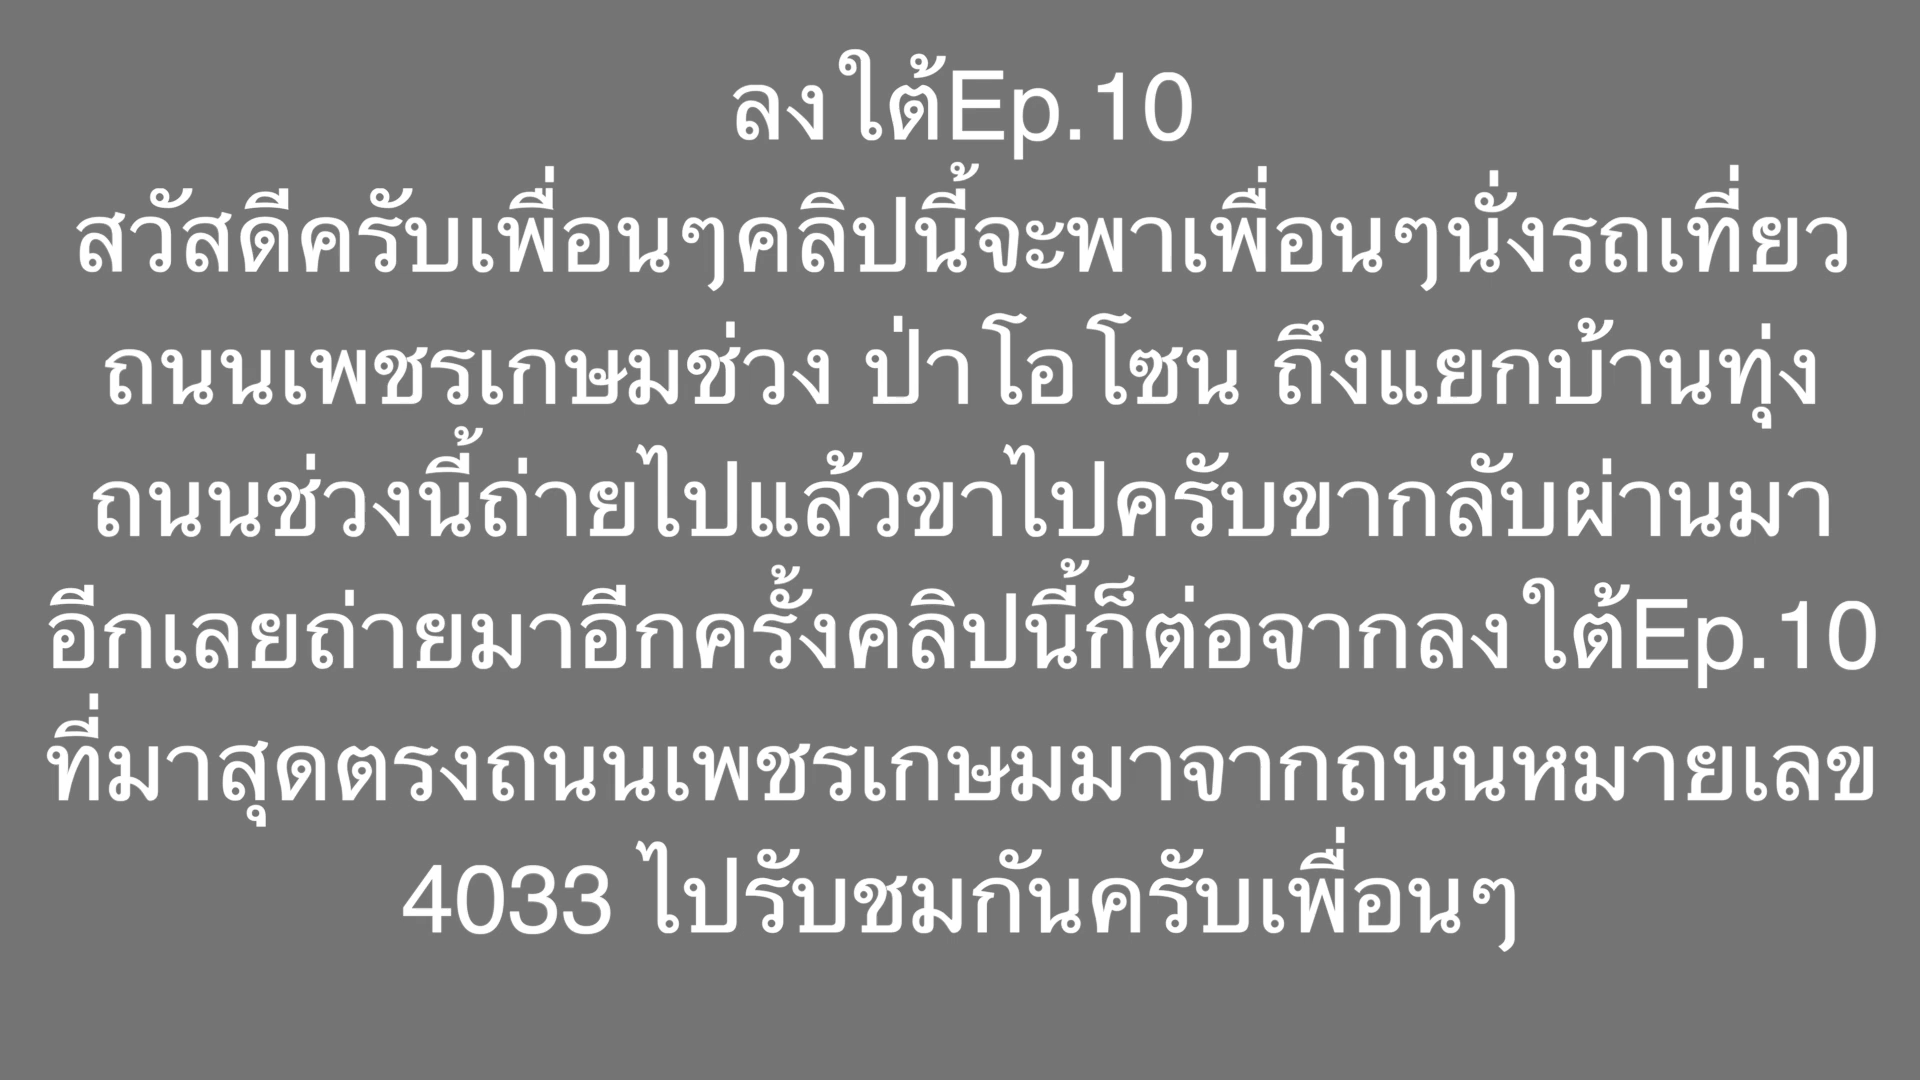 ลงใต้Ep.10
สวัสดีครับเพื่อนๆคลิปนี้จะพาเพื่อนๆนั่งรถเที่ยว
ถนนเพชรเกษมช่วง ป่าโอโซน ถึงแยกบ้านทุ่ง
ถนนช่วงนี้ถ่ายไปแล้วขาไปครับขากลับผ่านมา
อีกเลยถ่ายมาอีกครั้งคลิปนี้ก็ต่อจากลงใต้Ep.10
ที่มาสุดตรงถนนเพชรเกษมมาจากถนนหมายเลข
4033 ไปรับชมกันครับเพื่อนๆ